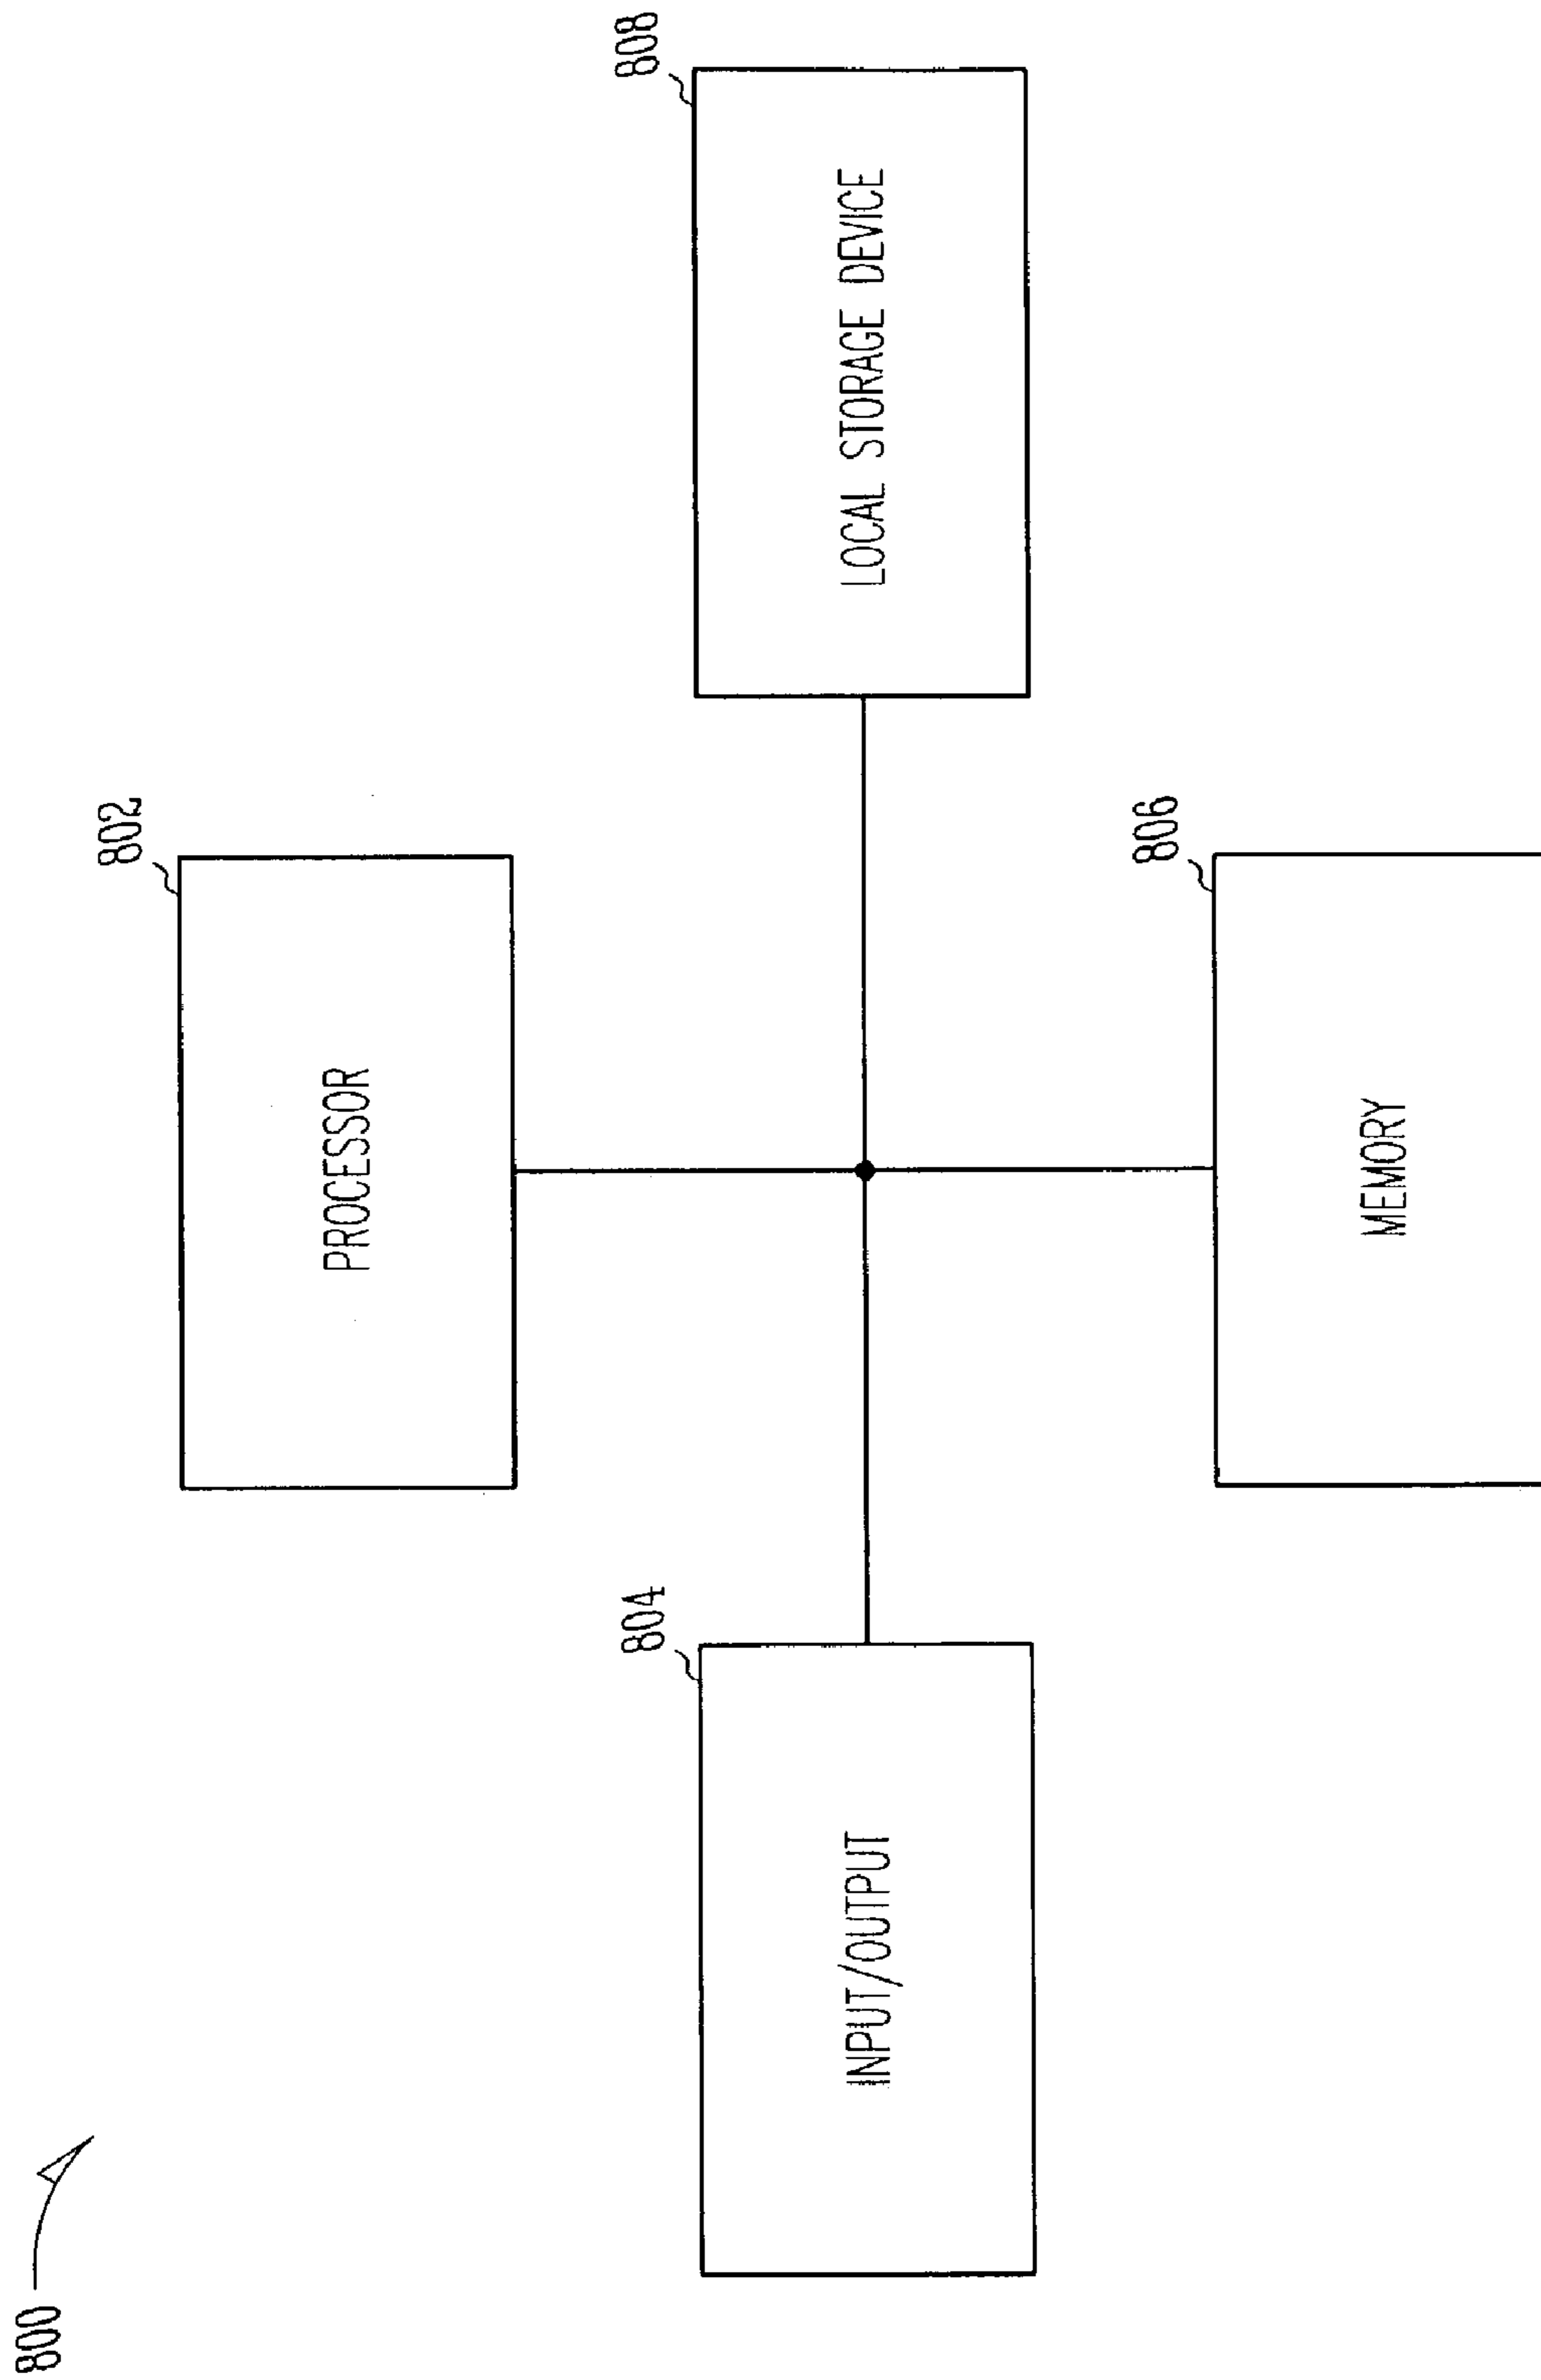 800
802
PROCESSOR
804
INPUT/OUTPUT
808
LOCAL STORAGE DEVICE
806
MEMORY